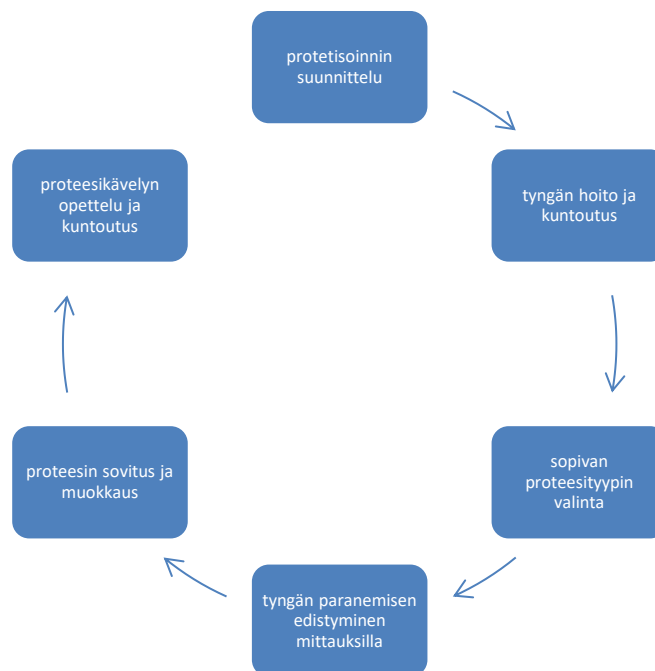 protetisoinnin
suunnittelu
tyngän hoito ja
kuntoutus
sopivan
proteesityypin
valinta
tyngän paranemisen
edistyminen
mittauksilla
proteesin sovitus ja
muokkaus
proteesikävelyn
opettelu ja
kuntoutus